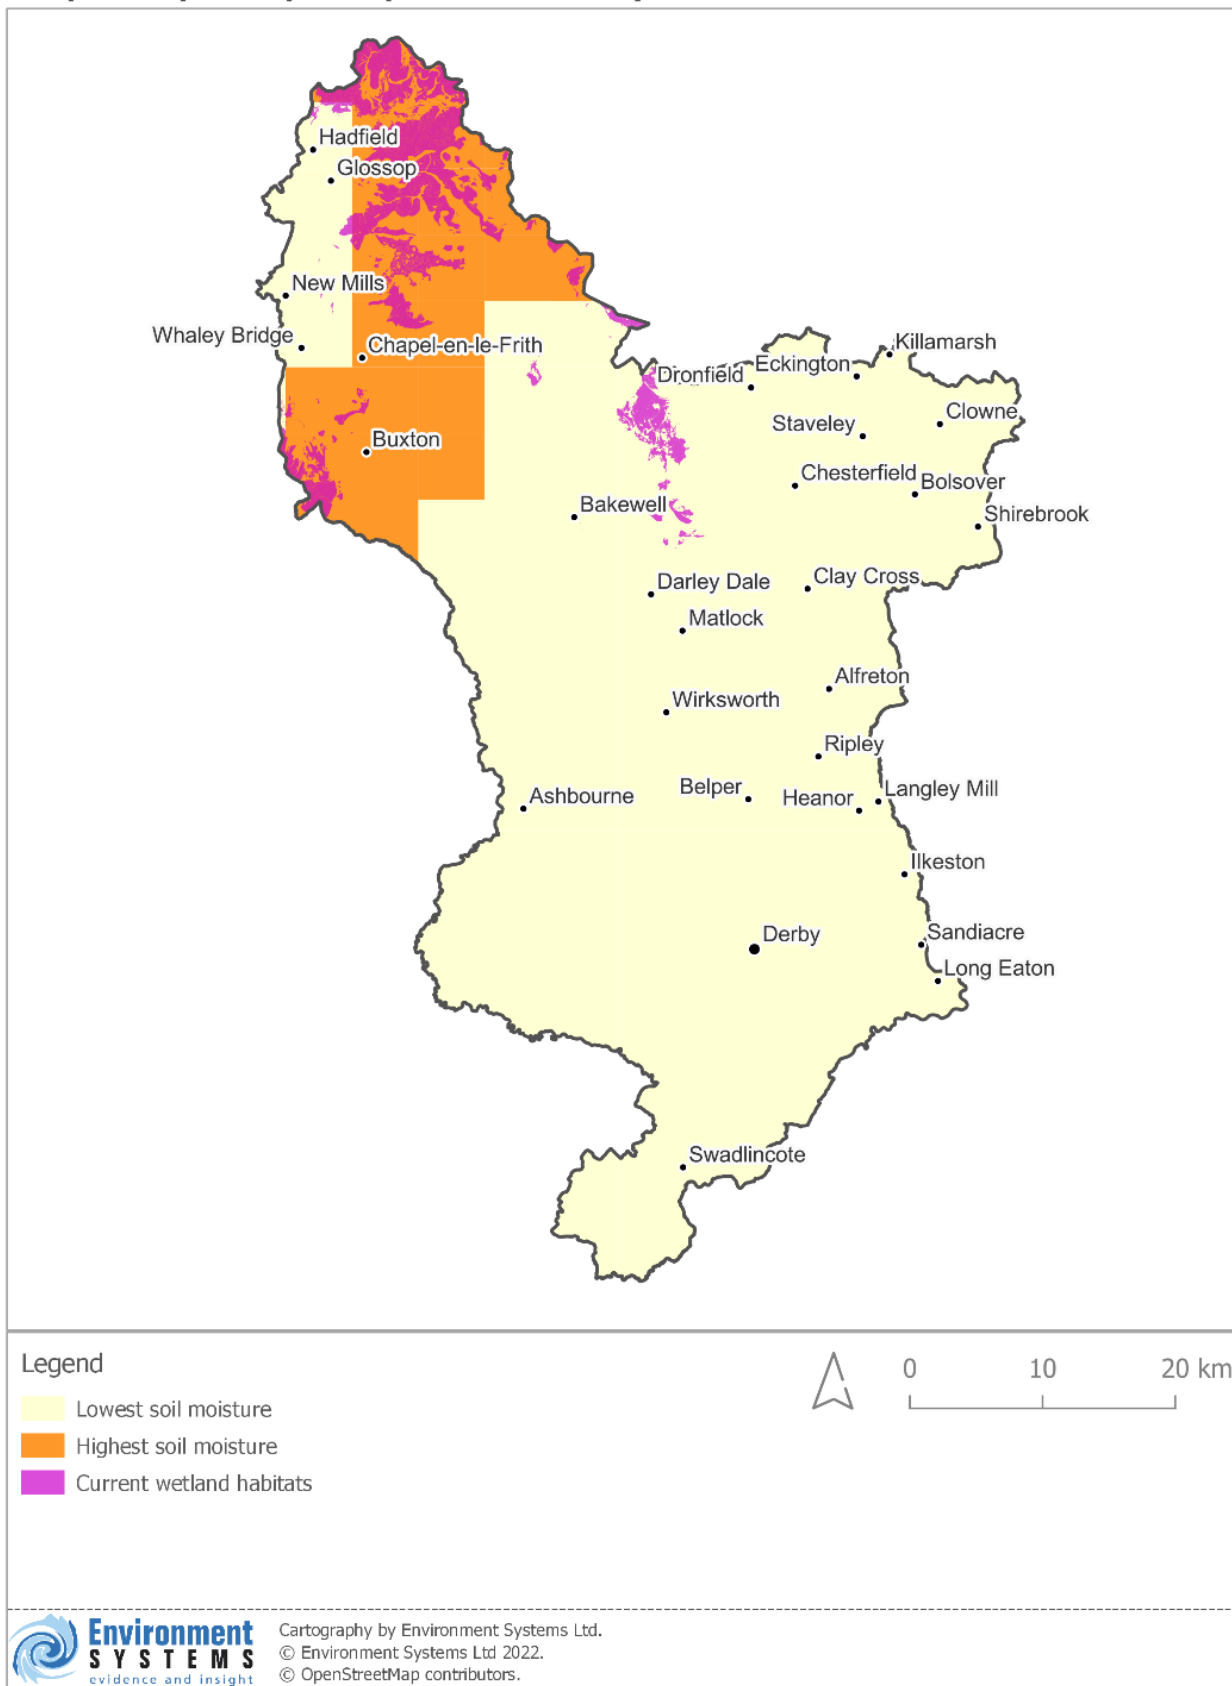 Hadfield
Glossop
New Mills
Whaley Bridge
Chapel-en-le-Frith
Killamarsh
Eckington
Dronfield
Clowne
Staveley
Buxton
Chesterfield
Bolsover
Bakewell
Shirebrook
Darley Dale
Clay Cross
Matlock
Alfreton
Wirksworth
Ripley
Belper
Langley Mill
Ashbourne
Heanor
Ilkeston
Derby
Sandiacre
Long Eaton
Swadlincote
Legend
Lowest soil moisture
Highest soil moisture
Current wetland habitats
0 10 20 km
Environment
SYSTEMS
evidence and insight
Cartography by Environment Systems Ltd.
© Environment Systems Ltd 2022.
© OpenStreetMap contributors.